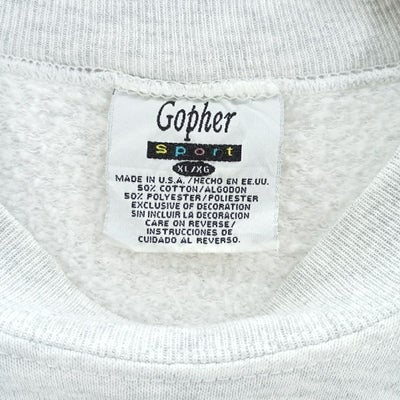 Gopher
Sport
XL/XG
MADE IN U.S.A./HECHO EN EE.UU.
50% COTTON/ALGODON
50% POLYESTER/POLIESTER
EXCLUSIVE OF DECORATION
SIN INCLUIR LA DECORACION
CARE ON REVERSE/
INSTRUCCIONES DE
CUIDADO AL REVERSO.